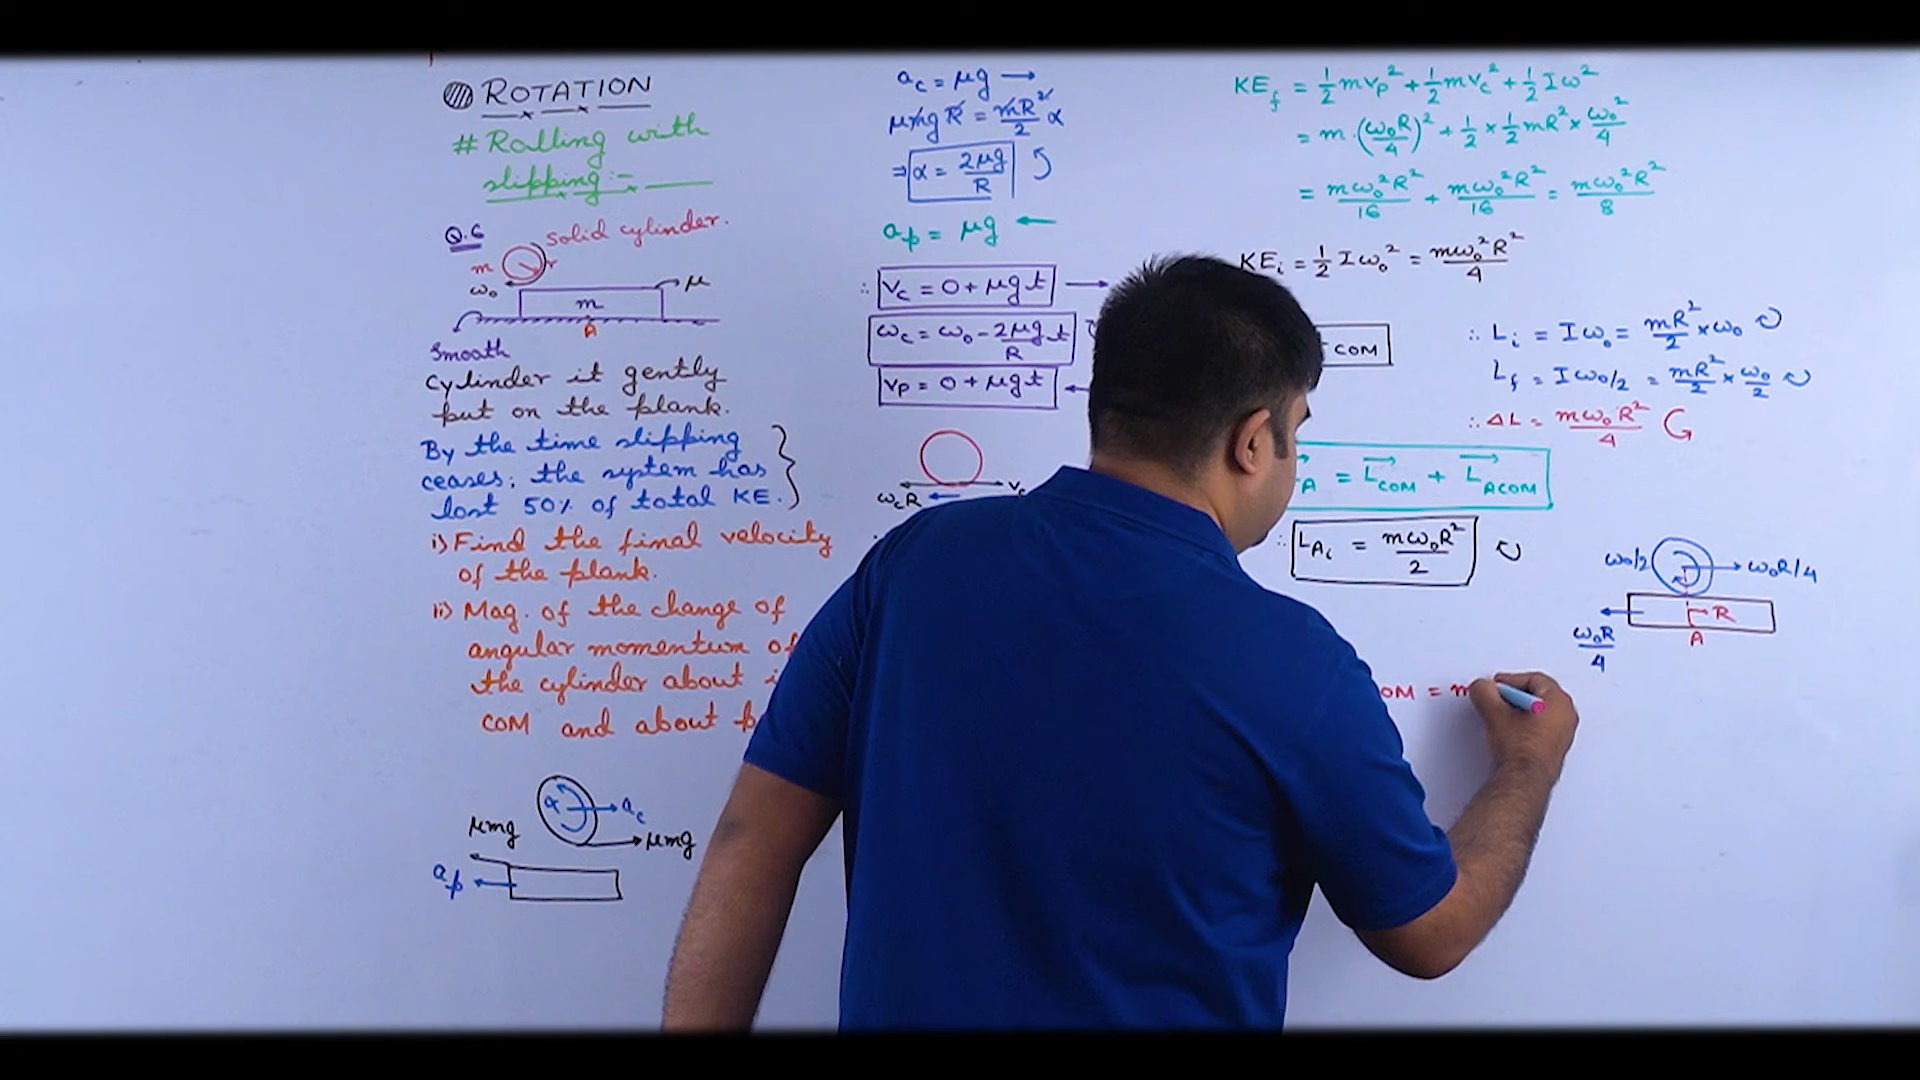 ROTATION
# Rolling with
slipping :-
Q.6 solid cylinder.
m r
ω₀ m μ
A
Smooth
Cylinder it gently
put on the plank.
By the time slipping
ceases; the system has
lost 50% of total KE.
i) Find the final velocity
of the plank.
ii) Mag. of the change of
angular momentum of
the cylinder about
COM and about
α a_c
μmg μmg
a_p
a_c = μg →
μmg R = mR²/2 α
⇒ α = 2μg/R
a_p = μg ←
∴ v_c = 0 + μgt →
ω_c = ω₀ - 2μg/R t
v_p = 0 + μgt ←
ω_cR
KE_f = 1/2 mv_p² + 1/2 mv_c² + 1/2 Iω²
= m.(ω₀R/4)² + 1/2 × 1/2 mR² × ω₀²/4
= mω₀²R²/16 + mω₀²R²/16 = mω₀²R²/8
KE_i = 1/2 Iω₀² = mω₀²R²/4
COM
∴ L_i = Iω₀ = mR²/2 × ω₀ ↻
L_f = Iω₀/2 = mR²/2 × ω₀/2 ↻
∴ ΔL = mω₀R²/4
A = L_COM + L_ACOM
∴ L_Ai = mω₀R²/2 ↻
ω₀/2 ω₀R/4
R
ω₀R/4 A
OM = m